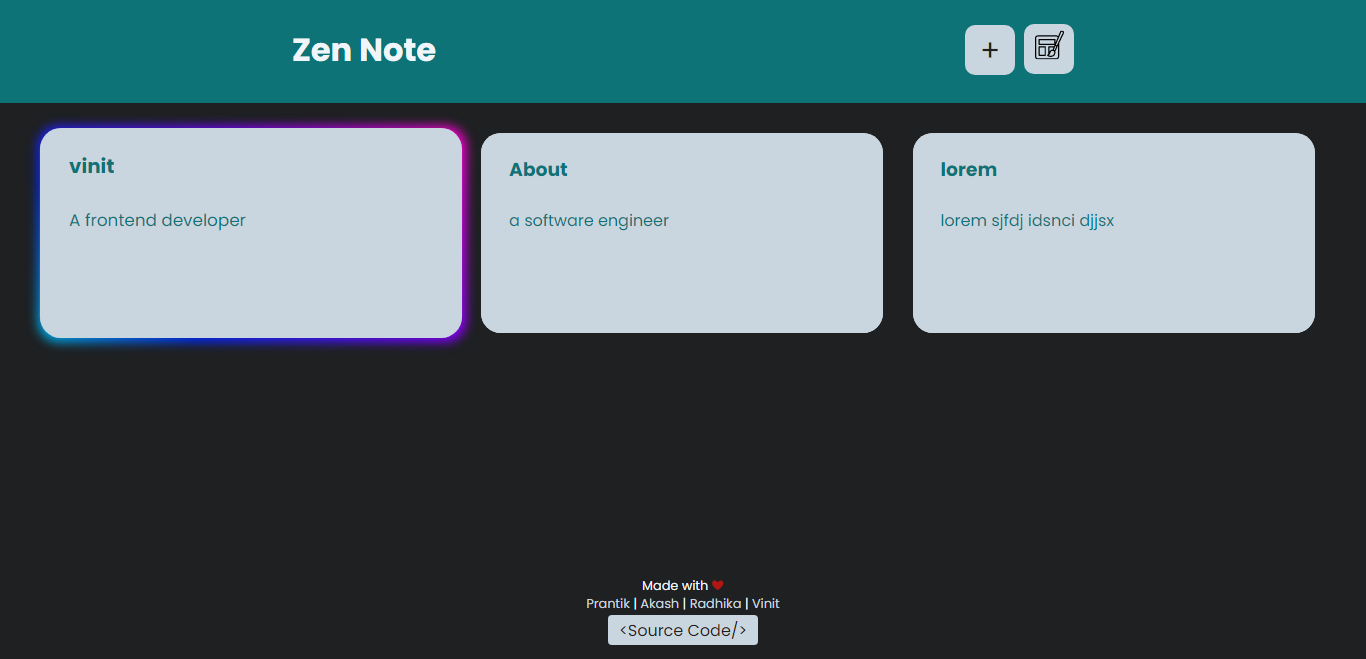 Zen Note
+
vinit
A frontend developer
About
a software engineer
lorem
lorem sjfdj idsnci djjsx
Made with ❤
Prantik | Akash | Radhika | Vinit
<Source Code/>